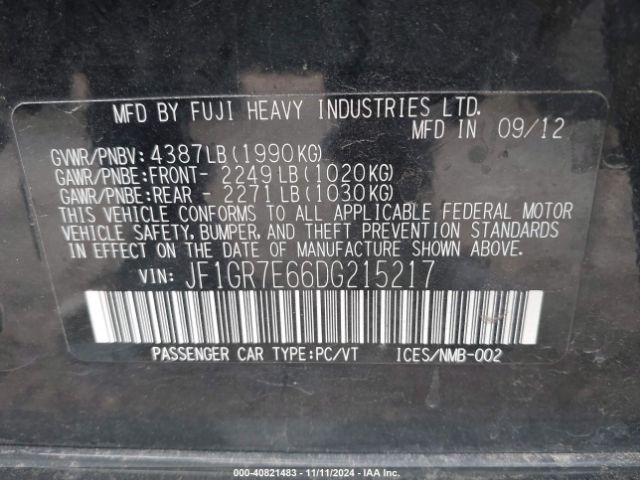 MFD BY FUJI HEAVY INDUSTRIES LTD.
MFD IN 09/12
GVWR/PNBV: 4387LB(1990KG)
GAWR/PNBE:FRONT- 2249LB(1020KG)
GAWR/PNBE:REAR - 2271LB(1030KG)
THIS VEHICLE CONFORMS TO ALL APPLICABLE FEDERAL MOTOR
VEHICLE SAFETY, BUMPER, AND THEFT PREVENTION STANDARDS
IN EFFECT ON THE DATE OF MANUFACTURE SHOWN ABOVE.
VIN: JF1GR7E66DG215217
PASSENGER CAR TYPE:PC/VT ICES/NMB-002
000-40821483 - 11/11/2024 - IAAI.COM